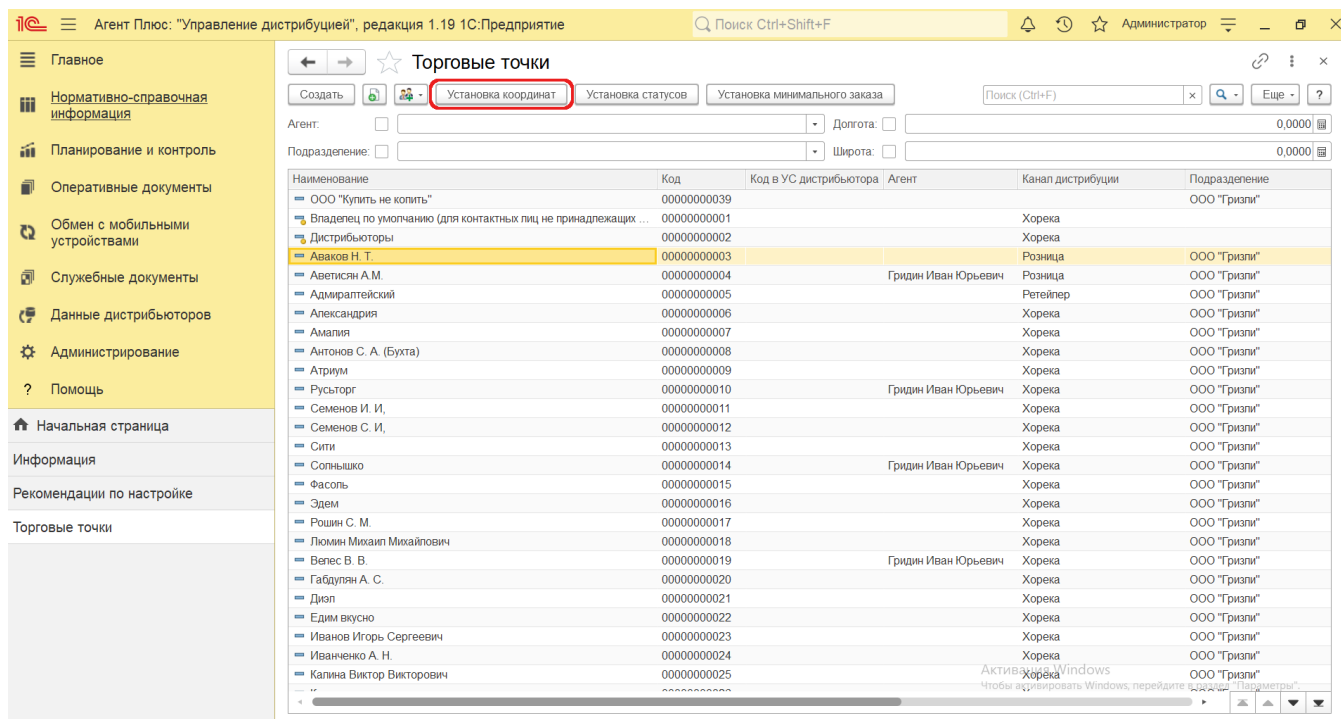 1С Агент Плюс: "Управление дистрибуцией", редакция 1.19 1С:Предприятие Поиск Ctrl+Shift+F Администратор
Главное
Нормативно-справочная
информация
Планирование и контроль
Оперативные документы
Обмен с мобильными
устройствами
Служебные документы
Данные дистрибьюторов
Администрирование
? Помощь
Начальная страница
Информация
Рекомендации по настройке
Торговые точки
Торговые точки
Создать Установка координат Установка статусов Установка минимального заказа Поиск (Ctrl+F) × Еще ?
Агент: Долгота: 0,0000
Подразделение: Широта: 0,0000
Наименование Код Код в УС дистрибьютора Агент Канал дистрибуции Подразделение
ООО "Купить не копить" 00000000039 ООО "Гризли"
Владелец по умолчанию (для контактных лиц не принадлежащих ... 00000000001 Хорека
Дистрибьюторы 00000000002 Хорека
Аваков Н. Т. 00000000003 Розница ООО "Гризли"
Аветисян А.М. 00000000004 Гридин Иван Юрьевич Розница ООО "Гризли"
Адмиралтейский 00000000005 Ретейлер ООО "Гризли"
Александрия 00000000006 Хорека ООО "Гризли"
Амалия 00000000007 Хорека ООО "Гризли"
Антонов С. А. (Бухта) 00000000008 Хорека ООО "Гризли"
Атриум 00000000009 Хорека ООО "Гризли"
Русьторг 00000000010 Гридин Иван Юрьевич Хорека ООО "Гризли"
Семенов И. И, 00000000011 Хорека ООО "Гризли"
Семенов С. И, 00000000012 Хорека ООО "Гризли"
Сити 00000000013 Хорека ООО "Гризли"
Солнышко 00000000014 Гридин Иван Юрьевич Хорека ООО "Гризли"
Фасоль 00000000015 Хорека ООО "Гризли"
Эдем 00000000016 Хорека ООО "Гризли"
Рошин С. М. 00000000017 Хорека ООО "Гризли"
Люмин Михаил Михайлович 00000000018 Хорека ООО "Гризли"
Велес В. В. 00000000019 Гридин Иван Юрьевич Хорека ООО "Гризли"
Габдулян А. С. 00000000020 Хорека ООО "Гризли"
Диэл 00000000021 Хорека ООО "Гризли"
Едим вкусно 00000000022 Хорека ООО "Гризли"
Иванов Игорь Сергеевич 00000000023 Хорека ООО "Гризли"
Иванченко А. Н. 00000000024 Хорека ООО "Гризли"
Калина Виктор Викторович 00000000025 Хорека ООО "Гризли"
Активация Windows
Чтобы активировать Windows, перейдите в раздел "Параметры".